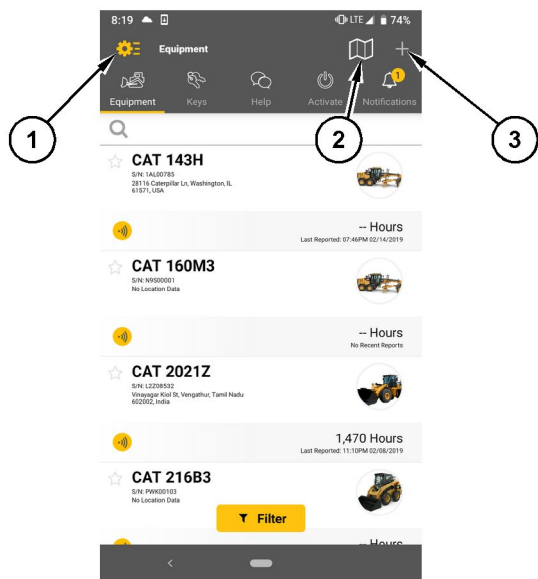 8:19 LTE 74%
Equipment
1
Equipment Keys Help Activate Notifications
1 2 3
CAT 143H
S/N: 1AL00785
28116 Caterpillar Ln, Washington, IL
61571, USA
-- Hours
Last Reported: 07:46PM 02/14/2019
CAT 160M3
S/N: N9S00001
No Location Data
-- Hours
No Recent Reports
CAT 2021Z
S/N: L2Z08532
Vinayagar Kiol St, Vengathur, Tamil Nadu
602002, India
1,470 Hours
Last Reported: 11:10PM 02/08/2019
CAT 216B3
S/N: PWK00103
No Location Data
Filter
-- Hours